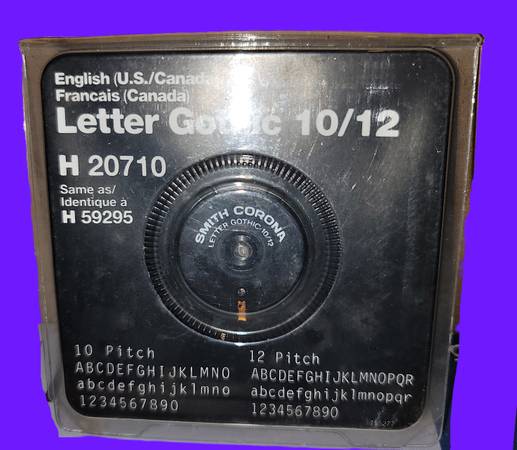 English (U.S./Canada)
Francais (Canada)
Letter Gothic 10/12
H 20710
Same as/
Identique à
H 59295
SMITH CORONA
LETTER GOTHIC-10/12
10 Pitch
ABCDEFGHIJKLMNO
abcdefghijklmno
1234567890
12 Pitch
ABCDEFGHIJKLMNOPQR
abcdefghijklmnopqr
1234567890